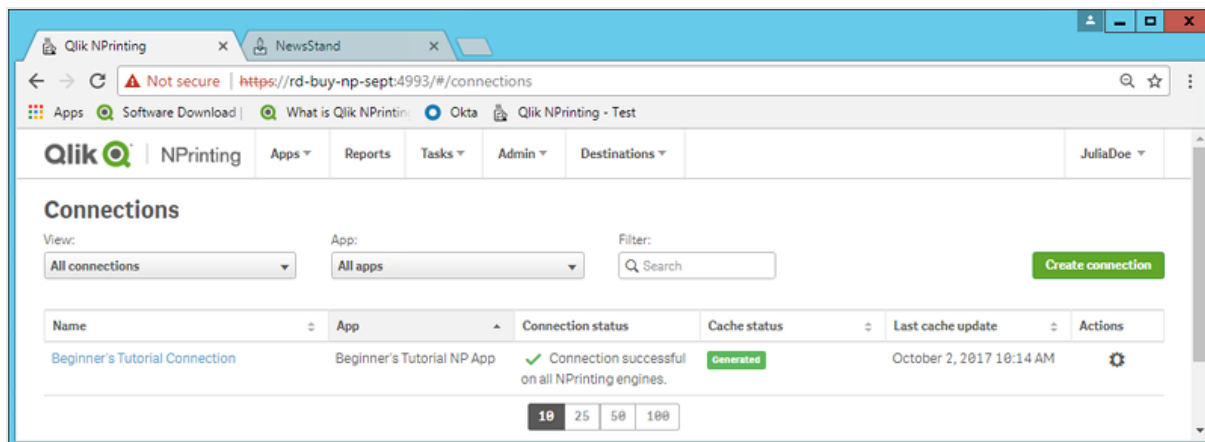 Qlik NPrinting
NewsStand
Not secure | https://rd-buy-np-sept:4993/#/connections
Apps Software Download | What is Qlik NPrintin Okta Qlik NPrinting - Test
Qlik NPrinting Apps Reports Tasks Admin Destinations JuliaDoe
Connections
View: App: Filter:
All connections All apps Search Create connection
Name App Connection status Cache status Last cache update Actions
Beginner's Tutorial Connection Beginner's Tutorial NP App Connection successful Generated October 2, 2017 10:14 AM
on all NPrinting engines.
10 25 50 100